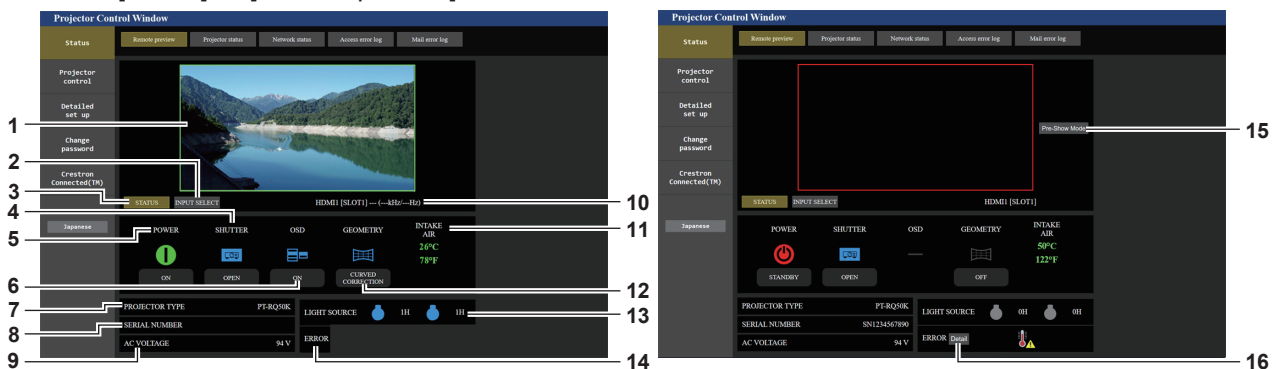 Projector Control Window
Status
Remote preview
Projector status
Network status
Access error log
Mail error log
Projector control
Detailed set up
Change password
Crestron Connected(TM)
Japanese
STATUS
INPUT SELECT
HDMI1 [SLOT1] --- (---kHz/---Hz)
POWER
SHUTTER
OSD
GEOMETRY
INTAKE AIR
26°C
78°F
ON
OPEN
ON
CURVED CORRECTION
PROJECTOR TYPE PT-RQ50K
SERIAL NUMBER
AC VOLTAGE 94 V
LIGHT SOURCE 1H 1H
ERROR
1
2
3
4
5
6
7
8
9
10
11
12
13
14
Projector Control Window
Status
Remote preview
Projector status
Network status
Access error log
Mail error log
Projector control
Detailed set up
Change password
Crestron Connected(TM)
Japanese
Pre-Show Mode
STATUS
INPUT SELECT
HDMI1 [SLOT1]
POWER
SHUTTER
OSD
GEOMETRY
INTAKE AIR
50°C
122°F
STANDBY
OPEN
OFF
PROJECTOR TYPE PT-RQ50K
SERIAL NUMBER SN1234567890
AC VOLTAGE 94 V
LIGHT SOURCE 0H 0H
ERROR Detail
15
16